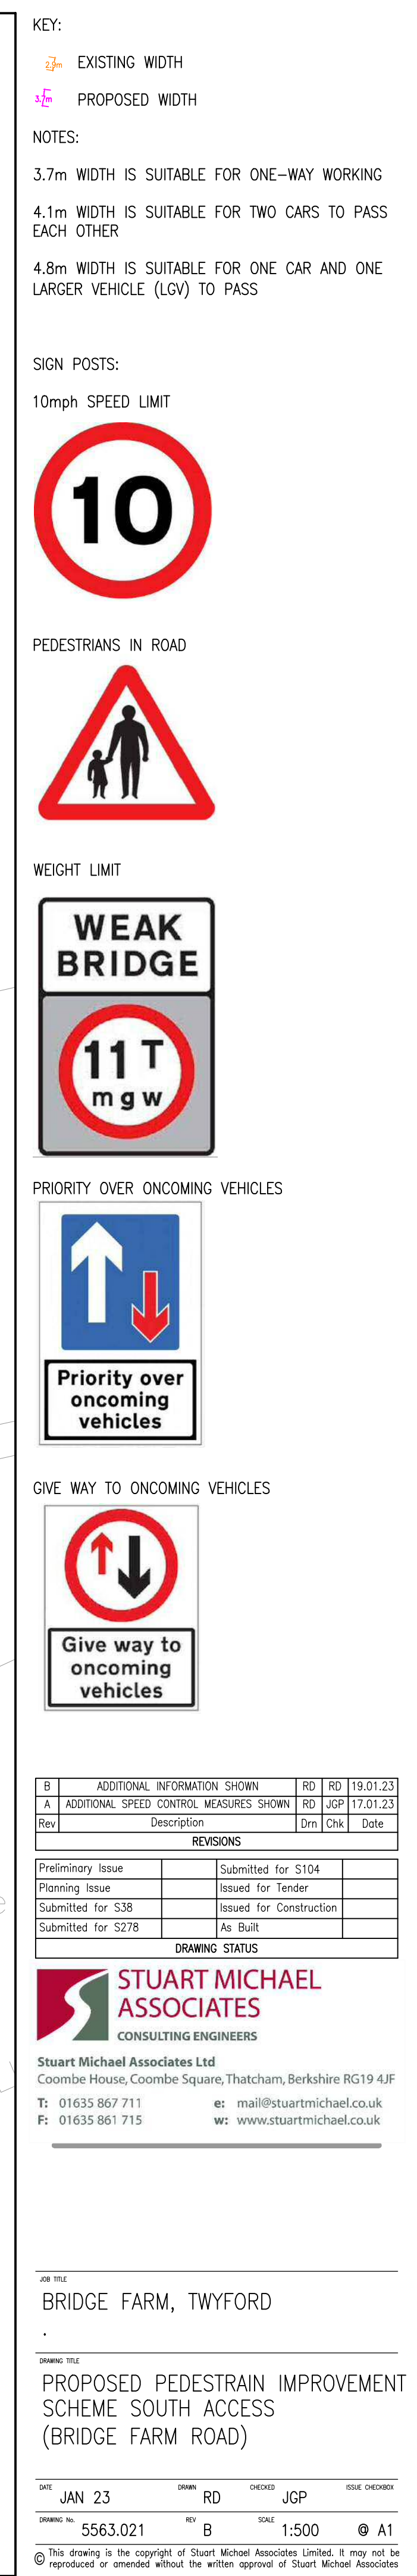 KEY:
2.9m EXISTING WIDTH
3.7m PROPOSED WIDTH
NOTES:
3.7m WIDTH IS SUITABLE FOR ONE-WAY WORKING
4.1m WIDTH IS SUITABLE FOR TWO CARS TO PASS
EACH OTHER
4.8m WIDTH IS SUITABLE FOR ONE CAR AND ONE
LARGER VEHICLE (LGV) TO PASS
SIGN POSTS:
10mph SPEED LIMIT
10
PEDESTRIANS IN ROAD
WEIGHT LIMIT
WEAK
BRIDGE
11 T
m g w
PRIORITY OVER ONCOMING VEHICLES
Priority over
oncoming
vehicles
GIVE WAY TO ONCOMING VEHICLES
Give way to
oncoming
vehicles
B ADDITIONAL INFORMATION SHOWN RD RD 19.01.23
A ADDITIONAL SPEED CONTROL MEASURES SHOWN RD JGP 17.01.23
Rev Description Drn Chk Date
REVISIONS
Preliminary Issue Submitted for S104
Planning Issue Issued for Tender
Submitted for S38 Issued for Construction
Submitted for S278 As Built
DRAWING STATUS
STUART MICHAEL
ASSOCIATES
CONSULTING ENGINEERS
Stuart Michael Associates Ltd
Coombe House, Coombe Square, Thatcham, Berkshire RG19 4JF
T: 01635 867 711 e: mail@stuartmichael.co.uk
F: 01635 861 715 w: www.stuartmichael.co.uk
JOB TITLE
BRIDGE FARM, TWYFORD
.
DRAWING TITLE
PROPOSED PEDESTRAIN IMPROVEMENT
SCHEME SOUTH ACCESS
(BRIDGE FARM ROAD)
DATE JAN 23 DRAWN RD CHECKED JGP ISSUE CHECKBOX
DRAWING No. 5563.021 REV B SCALE 1:500 @ A1
© This drawing is the copyright of Stuart Michael Associates Limited. It may not be
reproduced or amended without the written approval of Stuart Michael Associates